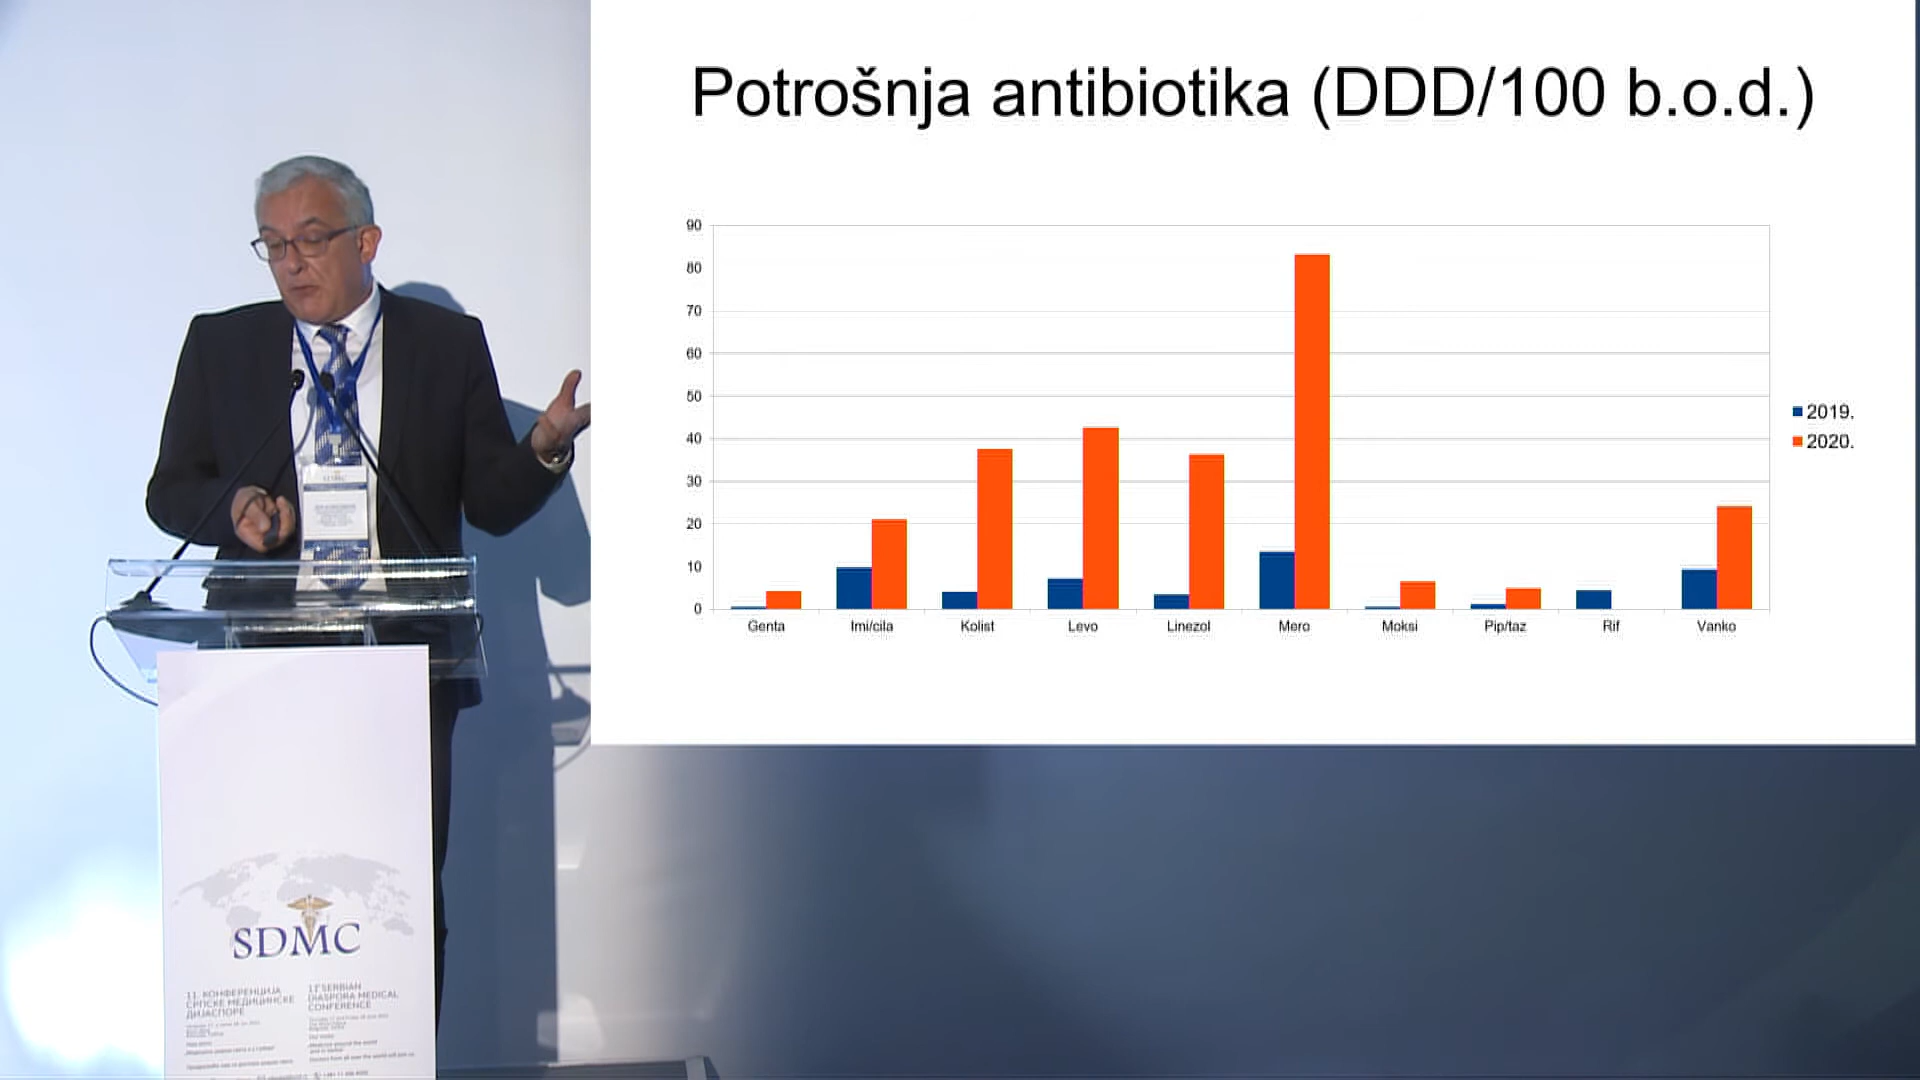 Potrošnja antibiotika (DDD/100 b.o.d.)
90
80
70
60
50
40
30
20
10
0
Genta
Imi/cila
Kolist
Levo
Linezol
Mero
Moksi
Pip/taz
Rif
Vanko
2019.
2020.
SDMC
11. КОНФЕРЕНЦИЈА
СРПСКЕ МЕДИЦИНСКЕ
ДИЈАСПОРЕ
11th SERBIAN
DIASPORA MEDICAL
CONFERENCE